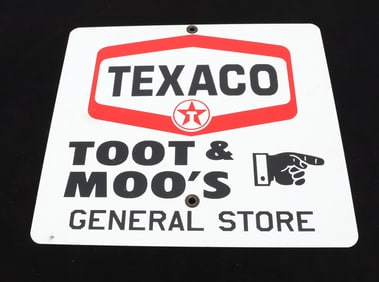 TEXACO
T
TOOT &
MOO'S
GENERAL STORE